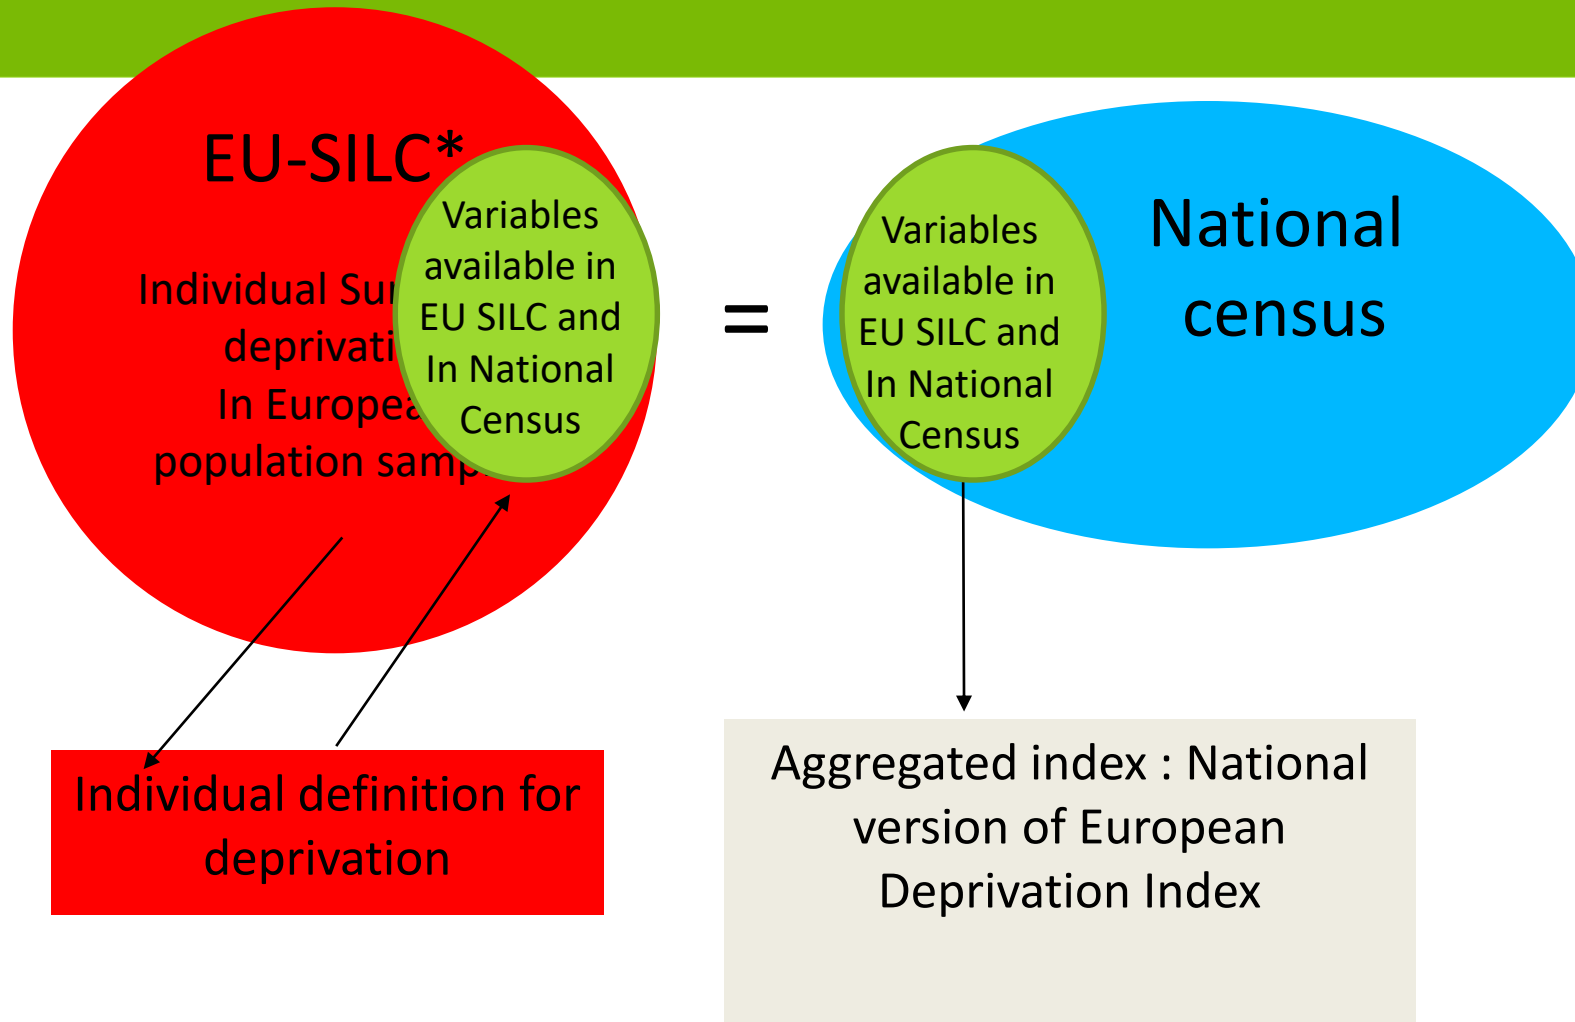 EU-SILC*
Individual
deprivati
In Europea
population samp
Variables
available in
EU SILC and
In National
Census
=
Variables
available in
EU SILC and
In National
Census
National
census
Individual definition for
deprivation
Aggregated index : National
version of European
Deprivation Index